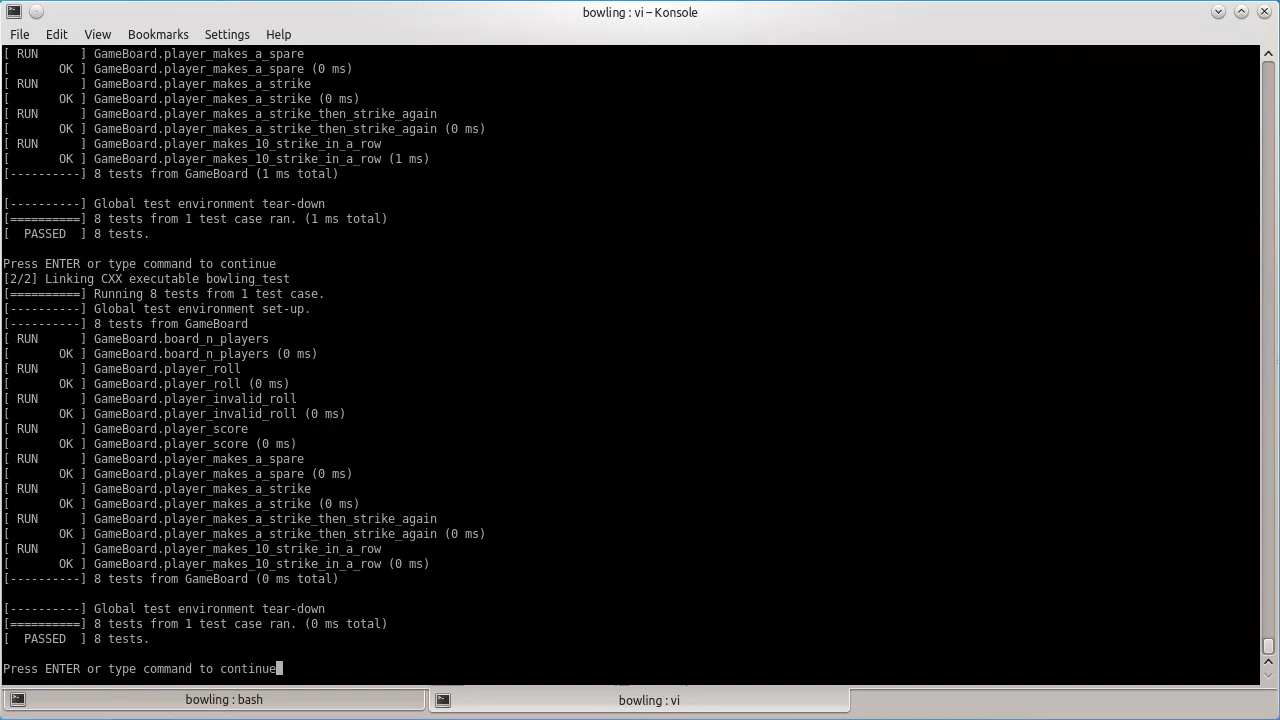 bowling : vi – Konsole
File Edit View Bookmarks Settings Help
[ RUN      ] GameBoard.player_makes_a_spare
[       OK ] GameBoard.player_makes_a_spare (0 ms)
[ RUN      ] GameBoard.player_makes_a_strike
[       OK ] GameBoard.player_makes_a_strike (0 ms)
[ RUN      ] GameBoard.player_makes_a_strike_then_strike_again
[       OK ] GameBoard.player_makes_a_strike_then_strike_again (0 ms)
[ RUN      ] GameBoard.player_makes_10_strike_in_a_row
[       OK ] GameBoard.player_makes_10_strike_in_a_row (1 ms)
[----------] 8 tests from GameBoard (1 ms total)
[----------] Global test environment tear-down
[==========] 8 tests from 1 test case ran. (1 ms total)
[  PASSED  ] 8 tests.
Press ENTER or type command to continue
[2/2] Linking CXX executable bowling_test
[==========] Running 8 tests from 1 test case.
[----------] Global test environment set-up.
[----------] 8 tests from GameBoard
[ RUN      ] GameBoard.board_n_players
[       OK ] GameBoard.board_n_players (0 ms)
[ RUN      ] GameBoard.player_roll
[       OK ] GameBoard.player_roll (0 ms)
[ RUN      ] GameBoard.player_invalid_roll
[       OK ] GameBoard.player_invalid_roll (0 ms)
[ RUN      ] GameBoard.player_score
[       OK ] GameBoard.player_score (0 ms)
[ RUN      ] GameBoard.player_makes_a_spare
[       OK ] GameBoard.player_makes_a_spare (0 ms)
[ RUN      ] GameBoard.player_makes_a_strike
[       OK ] GameBoard.player_makes_a_strike (0 ms)
[ RUN      ] GameBoard.player_makes_a_strike_then_strike_again
[       OK ] GameBoard.player_makes_a_strike_then_strike_again (0 ms)
[ RUN      ] GameBoard.player_makes_10_strike_in_a_row
[       OK ] GameBoard.player_makes_10_strike_in_a_row (0 ms)
[----------] 8 tests from GameBoard (0 ms total)
[----------] Global test environment tear-down
[==========] 8 tests from 1 test case ran. (0 ms total)
[  PASSED  ] 8 tests.
Press ENTER or type command to continue
bowling : bash
bowling : vi